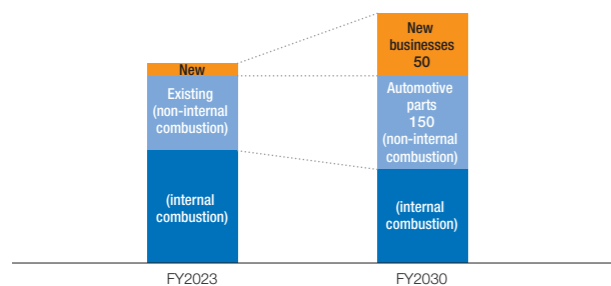 New
Existing
(non-internal
combustion)
(internal
combustion)
FY2023
New
businesses
50
Automotive
parts
150
(non-internal
combustion)
(internal
combustion)
FY2030